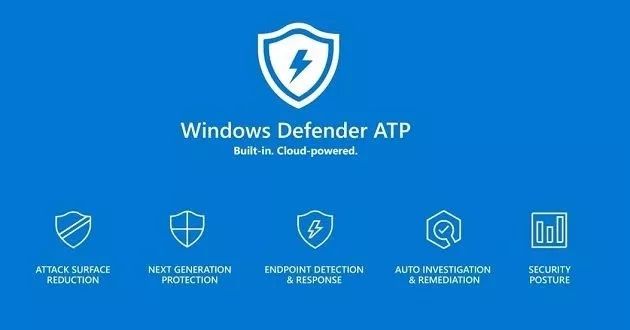 Windows Defender ATP
Built-in. Cloud-powered.
ATTACK SURFACE
REDUCTION
NEXT GENERATION
PROTECTION
ENDPOINT DETECTION
& RESPONSE
AUTO INVESTIGATION
& REMEDIATION
SECURITY
POSTURE